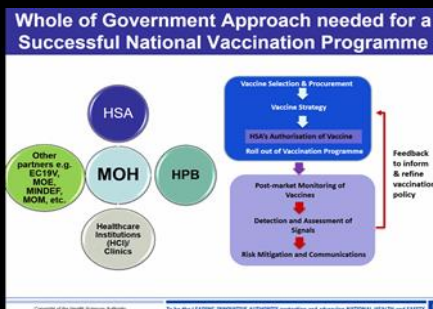 Whole of Government Approach needed for a
Successful National Vaccination Programme
HSA
Other
partners e.g.
EC19V,
MOE,
MINDEF,
MOM, etc.
MOH
HPB
Healthcare
Institutions
(HCI)/
Clinics
Vaccine Selection & Procurement
Vaccine Strategy
HSA's Authorisation of Vaccine
Roll out of Vaccination Programme
Post-market Monitoring of
Vaccines
Detection and Assessment of
Signals
Risk Mitigation and Communications
Feedback
to inform
& refine
vaccination
policy